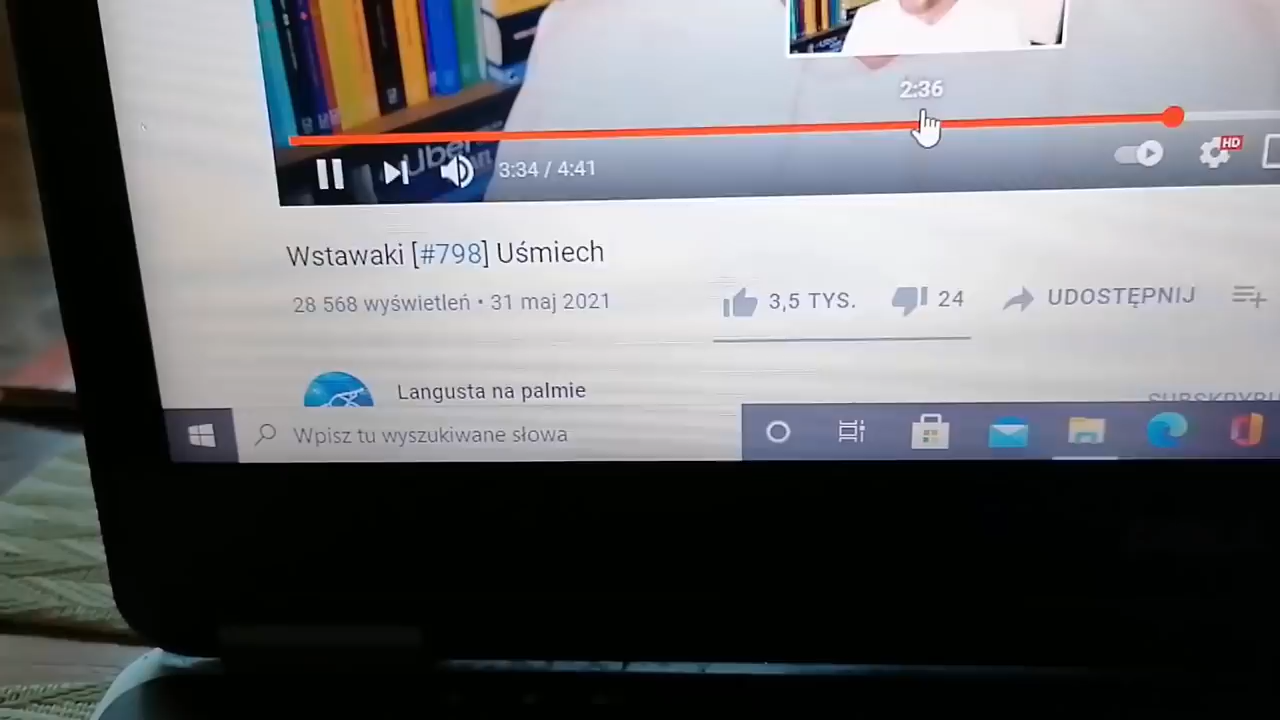 2:36
3:34 / 4:41
HD
Wstawaki [#798] Uśmiech
28 568 wyświetleń • 31 maj 2021
3,5 TYS. 24 UDOSTĘPNIJ
Langusta na palmie
Wpisz tu wyszukiwane słowa